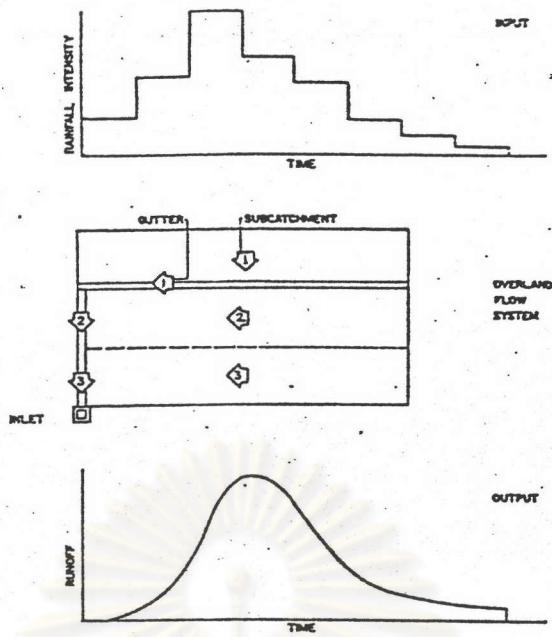 INPUT
RAINFALL INTENSITY
TIME
GUTTER
SUBCATCHMENT
1
1
OVERLAND
FLOW
SYSTEM
2
2
3
3
INLET
OUTPUT
RUNOFF
TIME